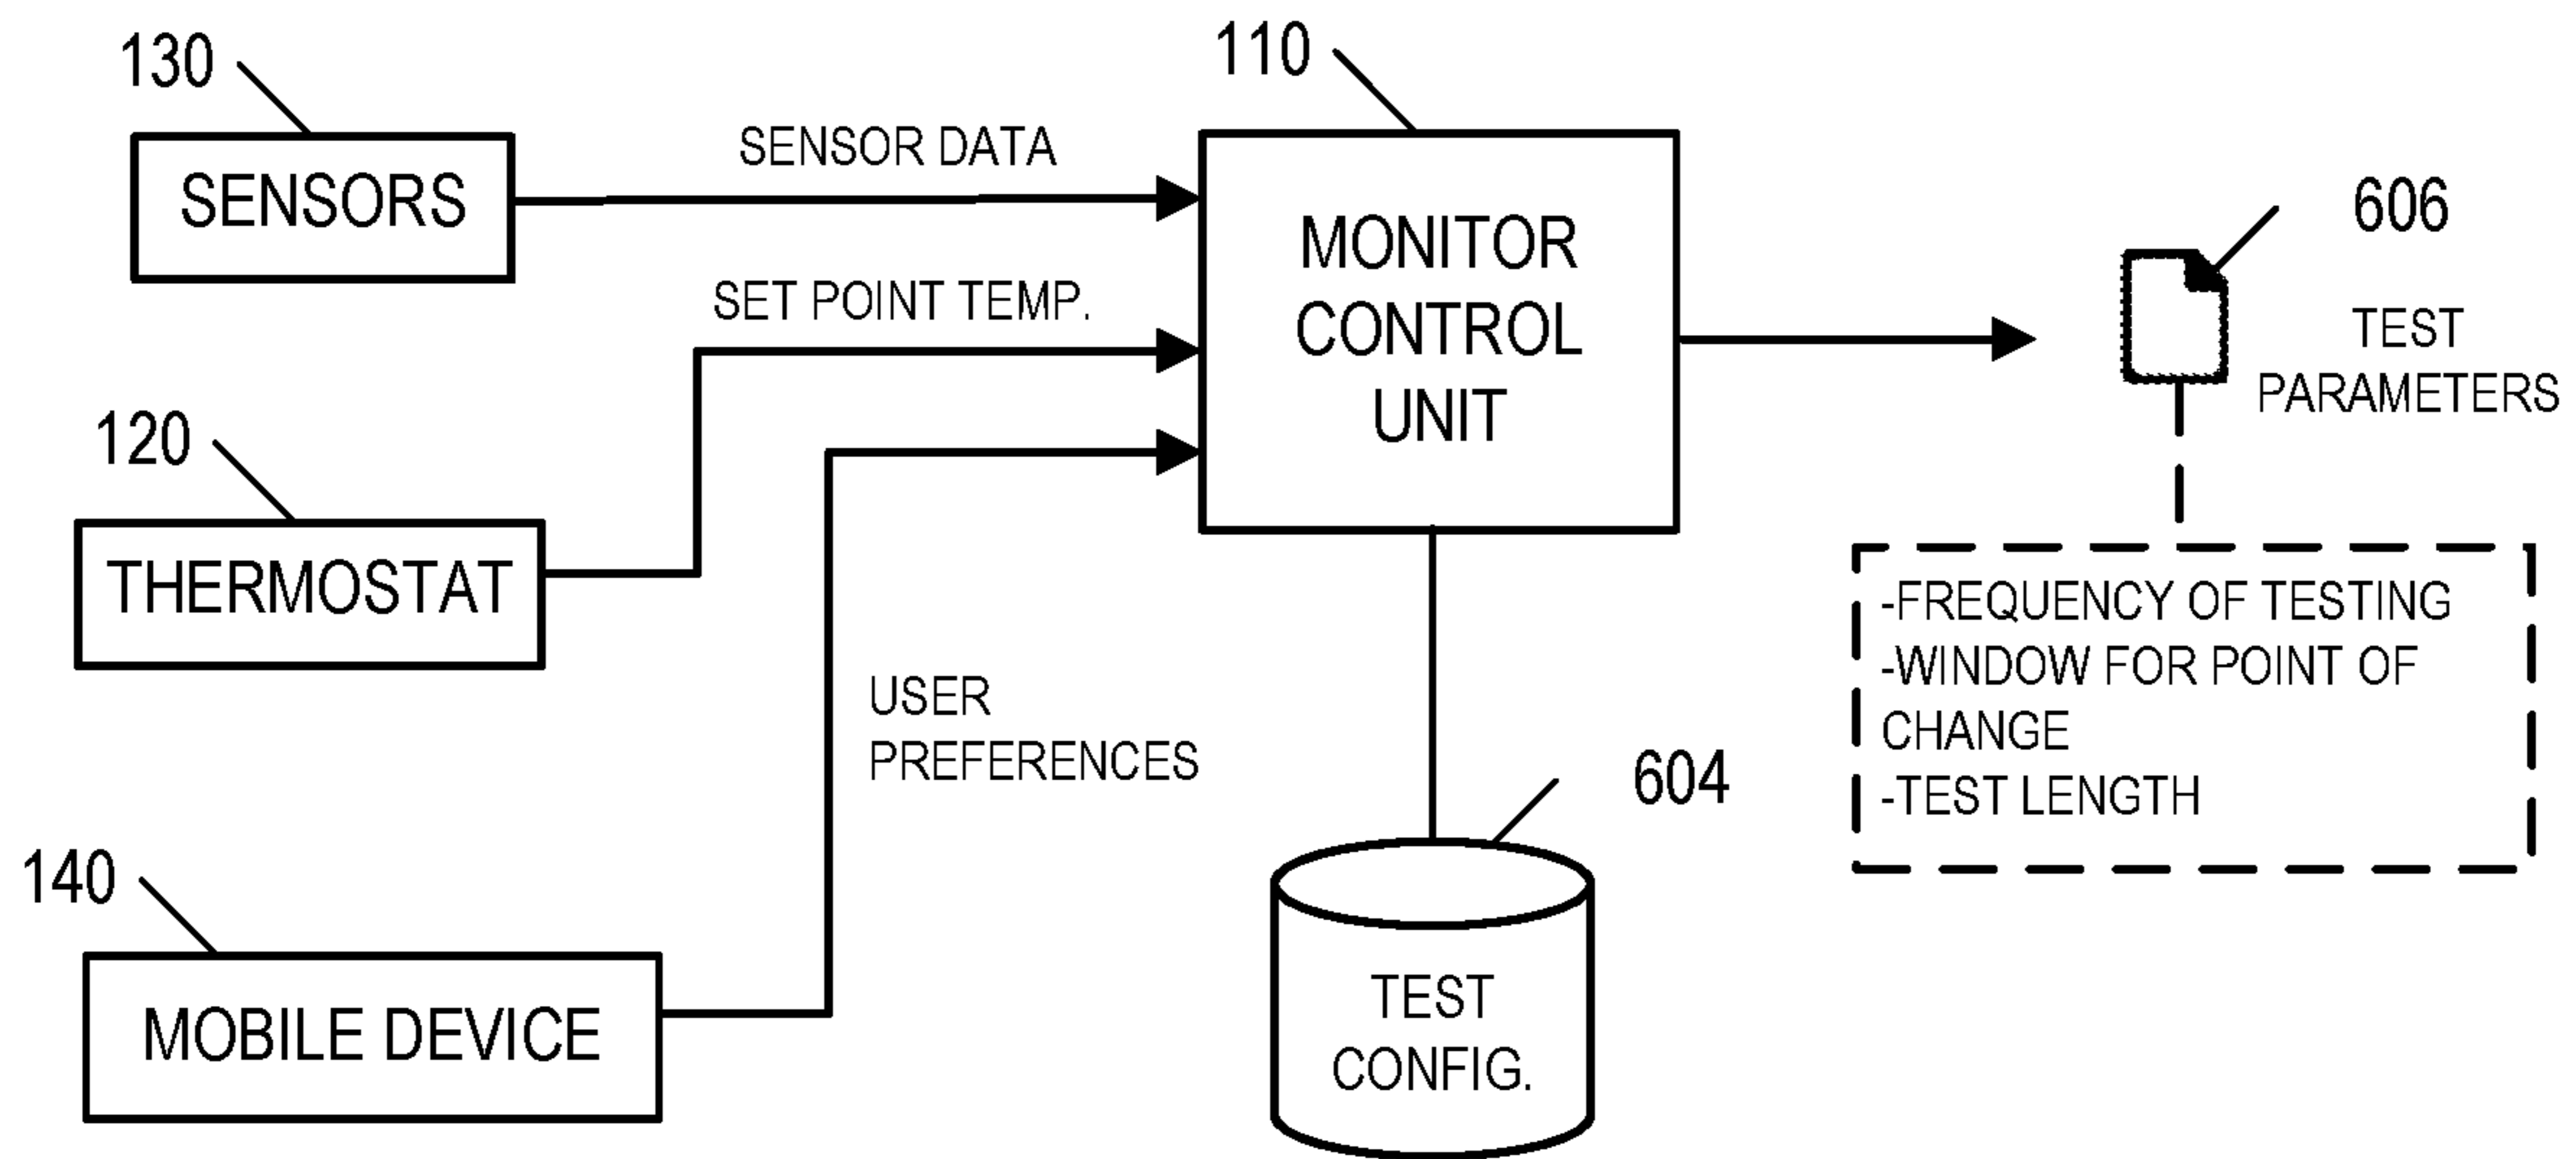 130
SENSORS
SENSOR DATA
110
MONITOR
CONTROL
UNIT
606
TEST
PARAMETERS
SET POINT TEMP.
120
THERMOSTAT
-FREQUENCY OF TESTING
-WINDOW FOR POINT OF
CHANGE
-TEST LENGTH
USER
PREFERENCES
604
TEST
CONFIG.
140
MOBILE DEVICE